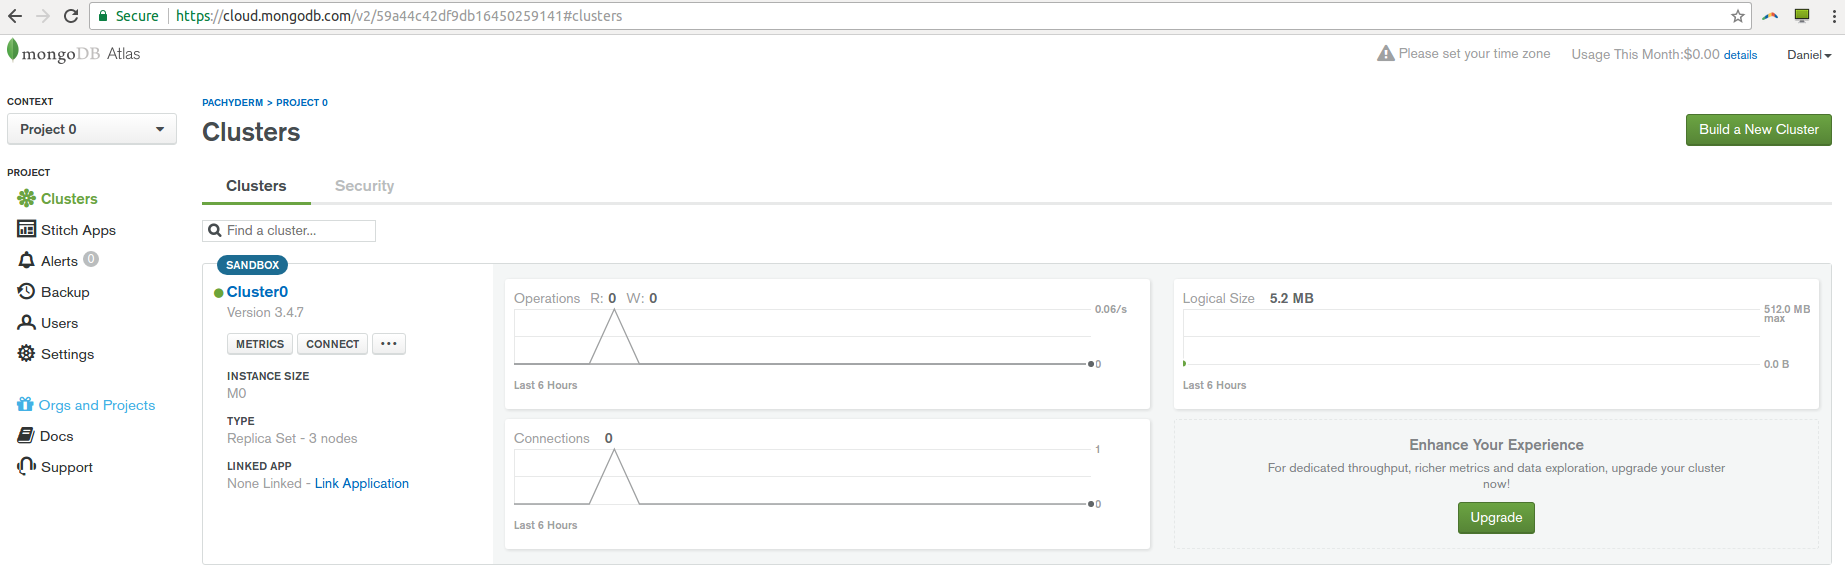 Secure https://cloud.mongodb.com/v2/59a44c42df9db16450259141#clusters
mongoDB Atlas
Please set your time zone Usage This Month:$0.00 details Daniel
CONTEXT
Project 0
PROJECT
Clusters
Stitch Apps
Alerts 0
Backup
Users
Settings
Orgs and Projects
Docs
Support
PACHYDERM > PROJECT 0
Clusters
Build a New Cluster
Clusters Security
Find a cluster...
SANDBOX
Cluster0
Version 3.4.7
METRICS CONNECT ...
INSTANCE SIZE
M0
TYPE
Replica Set - 3 nodes
LINKED APP
None Linked - Link Application
Operations R: 0 W: 0
0.06/s
0
Last 6 Hours
Connections 0
1
0
Last 6 Hours
Logical Size 5.2 MB
512.0 MB
max
0.0 B
Last 6 Hours
Enhance Your Experience
For dedicated throughput, richer metrics and data exploration, upgrade your cluster
now!
Upgrade